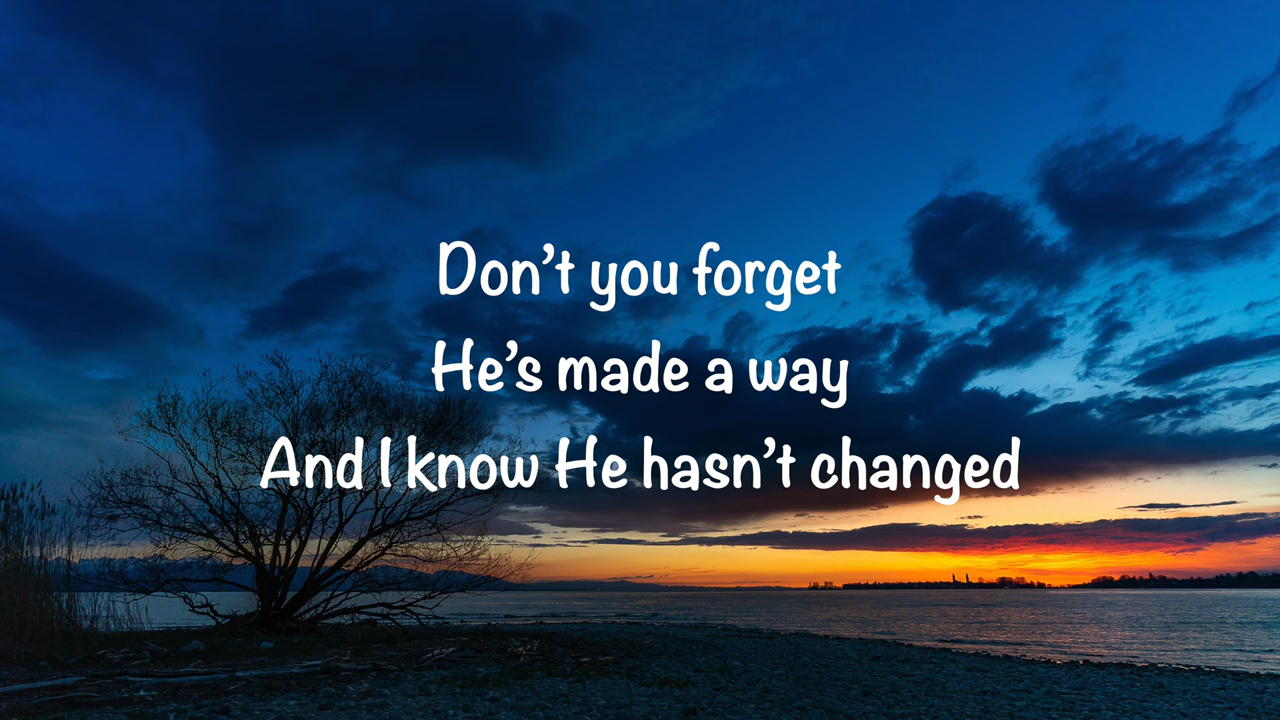 Don’t you forget
He’s made a way
And I know He hasn’t changed